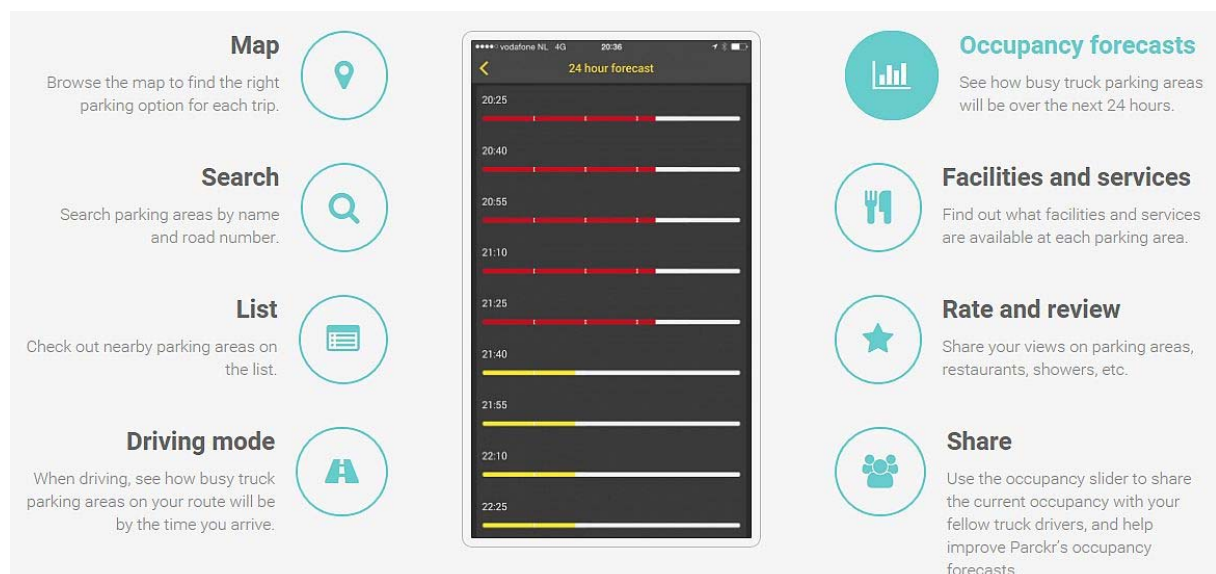 Map
Browse the map to find the right
parking option for each trip.
Search
Search parking areas by name
and road number.
List
Check out nearby parking areas on
the list.
Driving mode
When driving, see how busy truck
parking areas on your route will be
by the time you arrive.
vodafone NL 4G 20:36
24 hour forecast
20:25
20:40
20:55
21:10
21:25
21:40
21:55
22:10
22:25
Occupancy forecasts
See how busy truck parking areas
will be over the next 24 hours.
Facilities and services
Find out what facilities and services
are available at each parking area.
Rate and review
Share your views on parking areas,
restaurants, showers, etc.
Share
Use the occupancy slider to share
the current occupancy with your
fellow truck drivers, and help
improve Parckr's occupancy
forecasts.